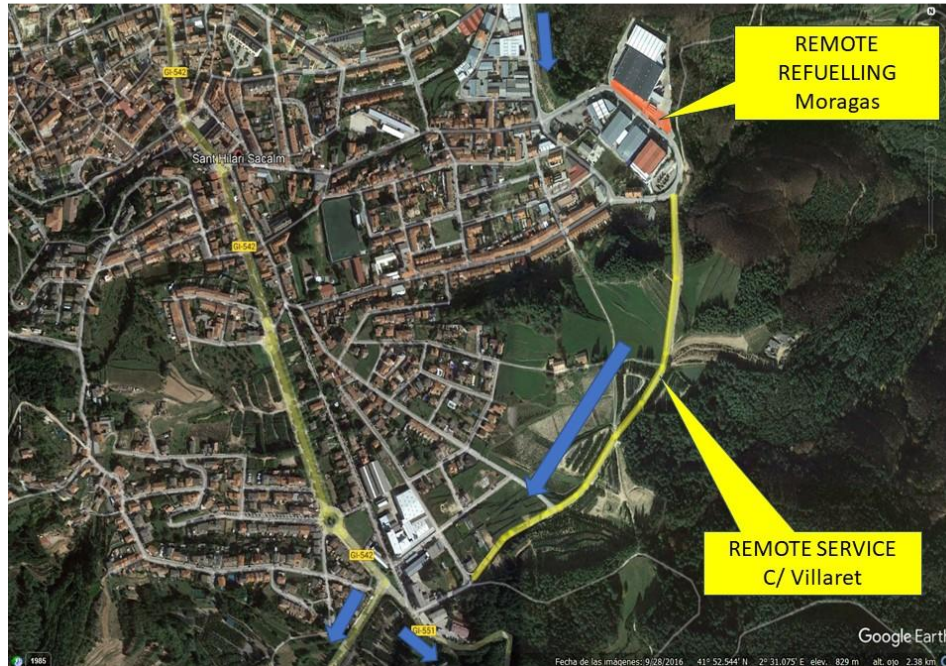 REMOTE
REFUELLING
Moragas
GI-542
Sant Hilari Sacalm
GI-542
REMOTE SERVICE
C/ Villaret
GI-542
GI-551
Google Earth
1985
Fecha de las imágenes: 9/28/2016 41° 52.544' N 2° 31.075' E elev. 829 m alt. ojo 2.38 km